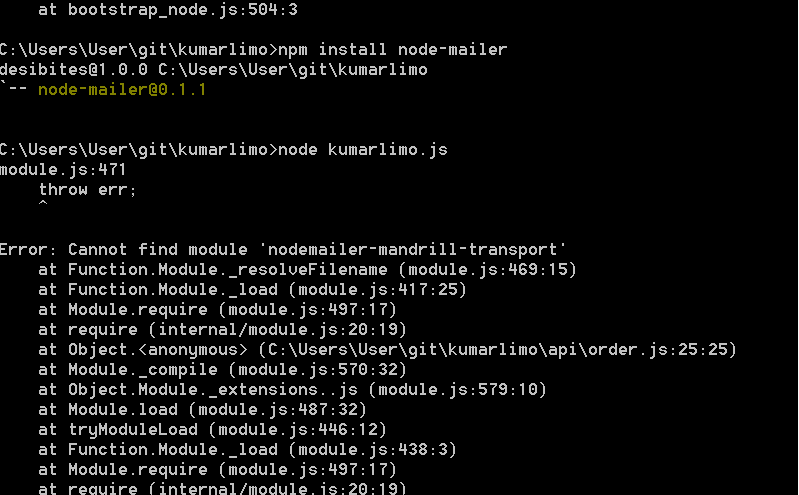 at bootstrap_node.js:504:3
C:\Users\User\git\kumarlimo>npm install node-mailer
desibites@1.0.0 C:\Users\User\git\kumarlimo
`-- node-mailer@0.1.1
C:\Users\User\git\kumarlimo>node kumarlimo.js
module.js:471
throw err;
^
Error: Cannot find module 'nodemailer-mandrill-transport'
at Function.Module._resolveFilename (module.js:469:15)
at Function.Module._load (module.js:417:25)
at Module.require (module.js:497:17)
at require (internal/module.js:20:19)
at Object.<anonymous> (C:\Users\User\git\kumarlimo\api\order.js:25:25)
at Module._compile (module.js:570:32)
at Object.Module._extensions..js (module.js:579:10)
at Module.load (module.js:487:32)
at tryModuleLoad (module.js:446:12)
at Function.Module._load (module.js:438:3)
at Module.require (module.js:497:17)
at require (internal/module.js:20:19)